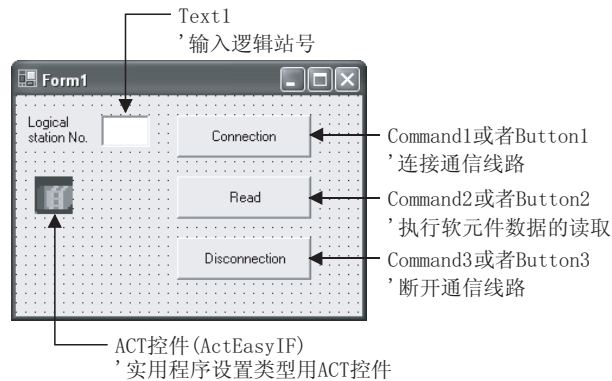 Text1
'输入逻辑站号
Form1
Logical
station No.
Connection
Command1或者Button1
'连接通信线路
Read
Command2或者Button2
'执行软元件数据的读取
Disconnection
Command3或者Button3
'断开通信线路
ACT控件(ActEasyIF)
'实用程序设置类型用ACT控件